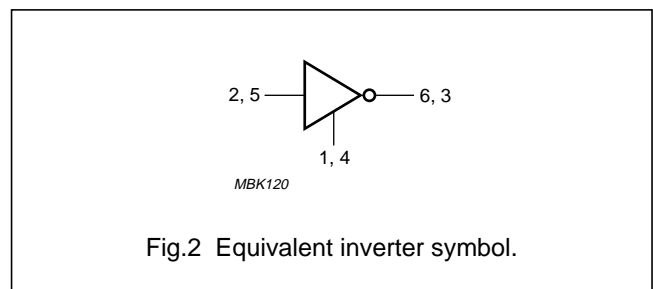 2, 5
6, 3
1, 4
MBK120
Fig.2 Equivalent inverter symbol.